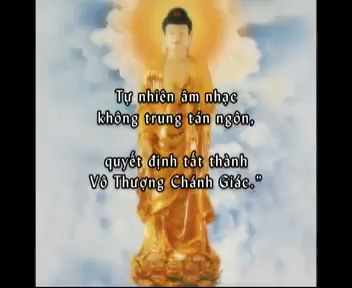 Tự nhiên âm nhạc
không trung tán ngôn,
quyết định tất thành
Vô Thượng Chánh Giác."